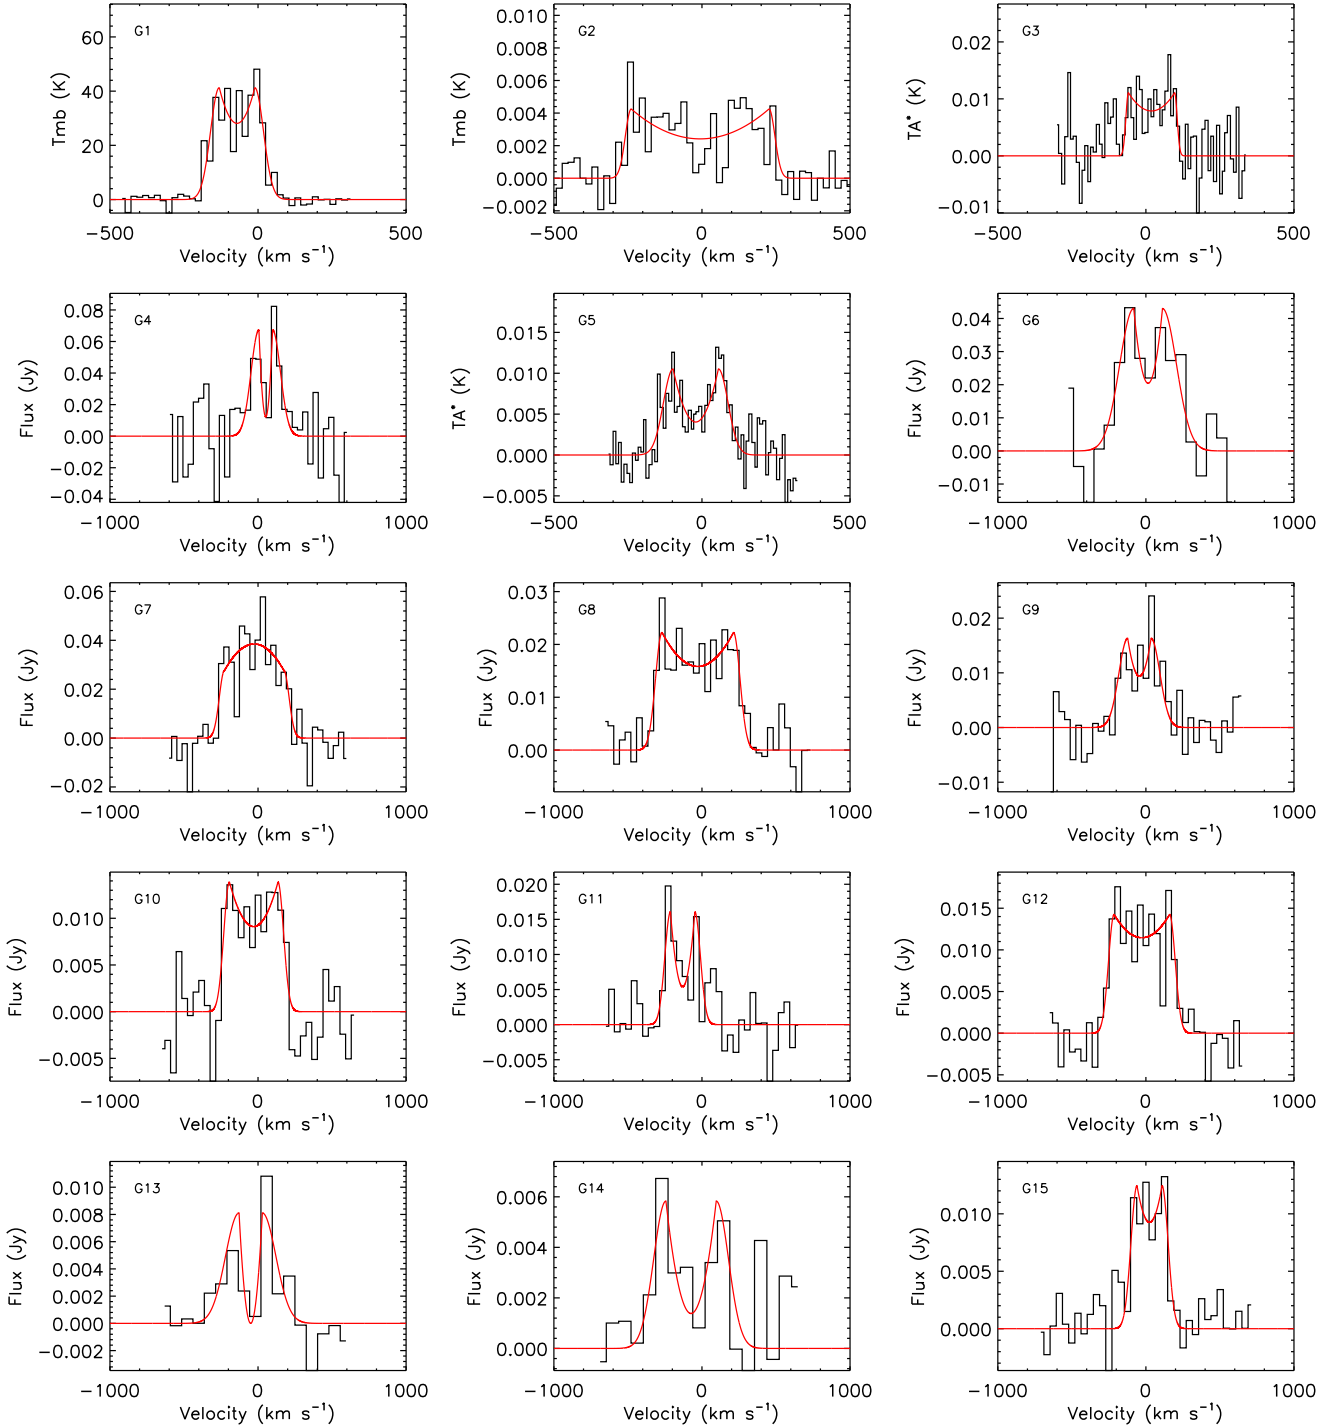 G1
60
40
20
0
Tmb (K)
−500 0 500
Velocity (km s⁻¹)
G2
0.010
0.008
0.006
0.004
0.002
0.000
−0.002
Tmb (K)
−500 0 500
Velocity (km s⁻¹)
G3
0.02
0.01
0.00
−0.01
TA* (K)
−500 0 500
Velocity (km s⁻¹)
G4
0.08
0.06
0.04
0.02
0.00
−0.02
−0.04
Flux (Jy)
−1000 0 1000
Velocity (km s⁻¹)
G5
0.015
0.010
0.005
0.000
−0.005
TA* (K)
−500 0 500
Velocity (km s⁻¹)
G6
0.04
0.03
0.02
0.01
0.00
−0.01
Flux (Jy)
−1000 0 1000
Velocity (km s⁻¹)
G7
0.06
0.04
0.02
0.00
−0.02
Flux (Jy)
−1000 0 1000
Velocity (km s⁻¹)
G8
0.03
0.02
0.01
0.00
Flux (Jy)
−1000 0 1000
Velocity (km s⁻¹)
G9
0.02
0.01
0.00
−0.01
Flux (Jy)
−1000 0 1000
Velocity (km s⁻¹)
G10
0.010
0.005
0.000
−0.005
Flux (Jy)
−1000 0 1000
Velocity (km s⁻¹)
G11
0.020
0.015
0.010
0.005
0.000
−0.005
Flux (Jy)
−1000 0 1000
Velocity (km s⁻¹)
G12
0.015
0.010
0.005
0.000
−0.005
Flux (Jy)
−1000 0 1000
Velocity (km s⁻¹)
G13
0.010
0.008
0.006
0.004
0.002
0.000
−0.002
Flux (Jy)
−1000 0 1000
Velocity (km s⁻¹)
G14
0.006
0.004
0.002
0.000
Flux (Jy)
−1000 0 1000
Velocity (km s⁻¹)
G15
0.010
0.005
0.000
Flux (Jy)
−1000 0 1000
Velocity (km s⁻¹)